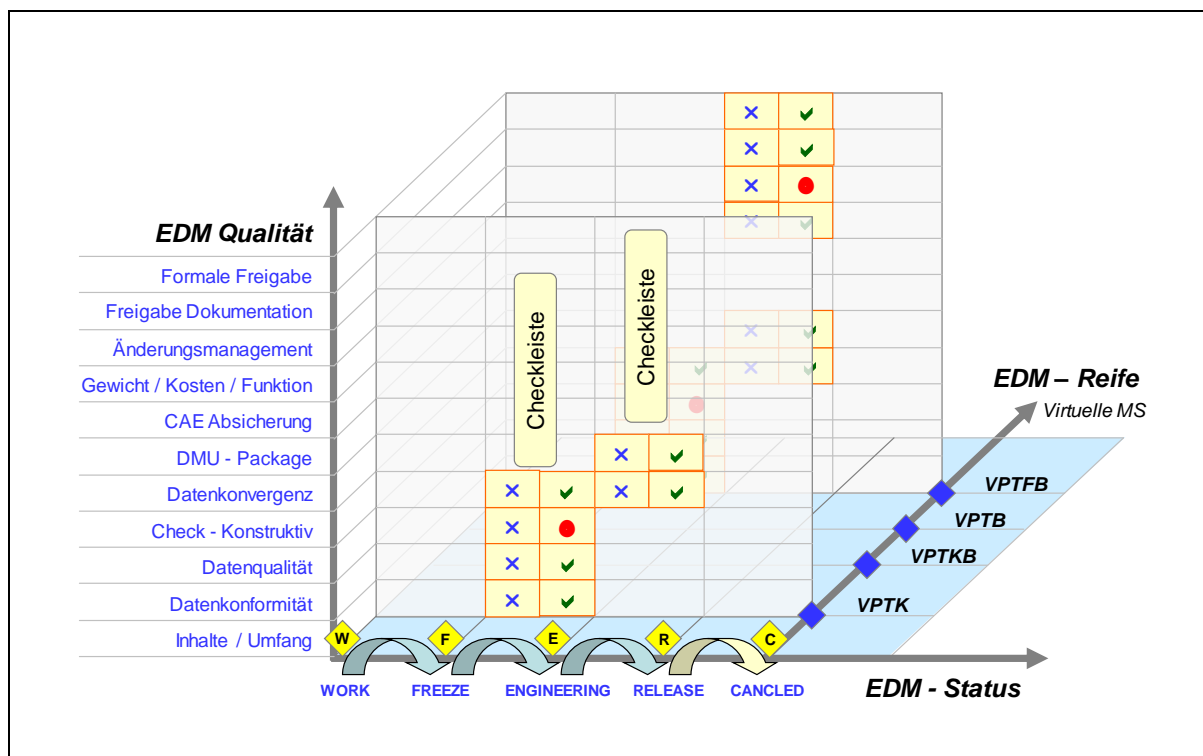 EDM Qualität
Formale Freigabe
Freigabe Dokumentation
Änderungsmanagement
Gewicht / Kosten / Funktion
CAE Absicherung
DMU - Package
Datenkonvergenz
Check - Konstruktiv
Datenqualität
Datenkonformität
Inhalte / Umfang
Checkleiste
Checkleiste
EDM – Reife
Virtuelle MS
VPTFB
VPTB
VPTKB
VPTK
W F E R C
WORK FREEZE ENGINEERING RELEASE CANCLED
EDM - Status